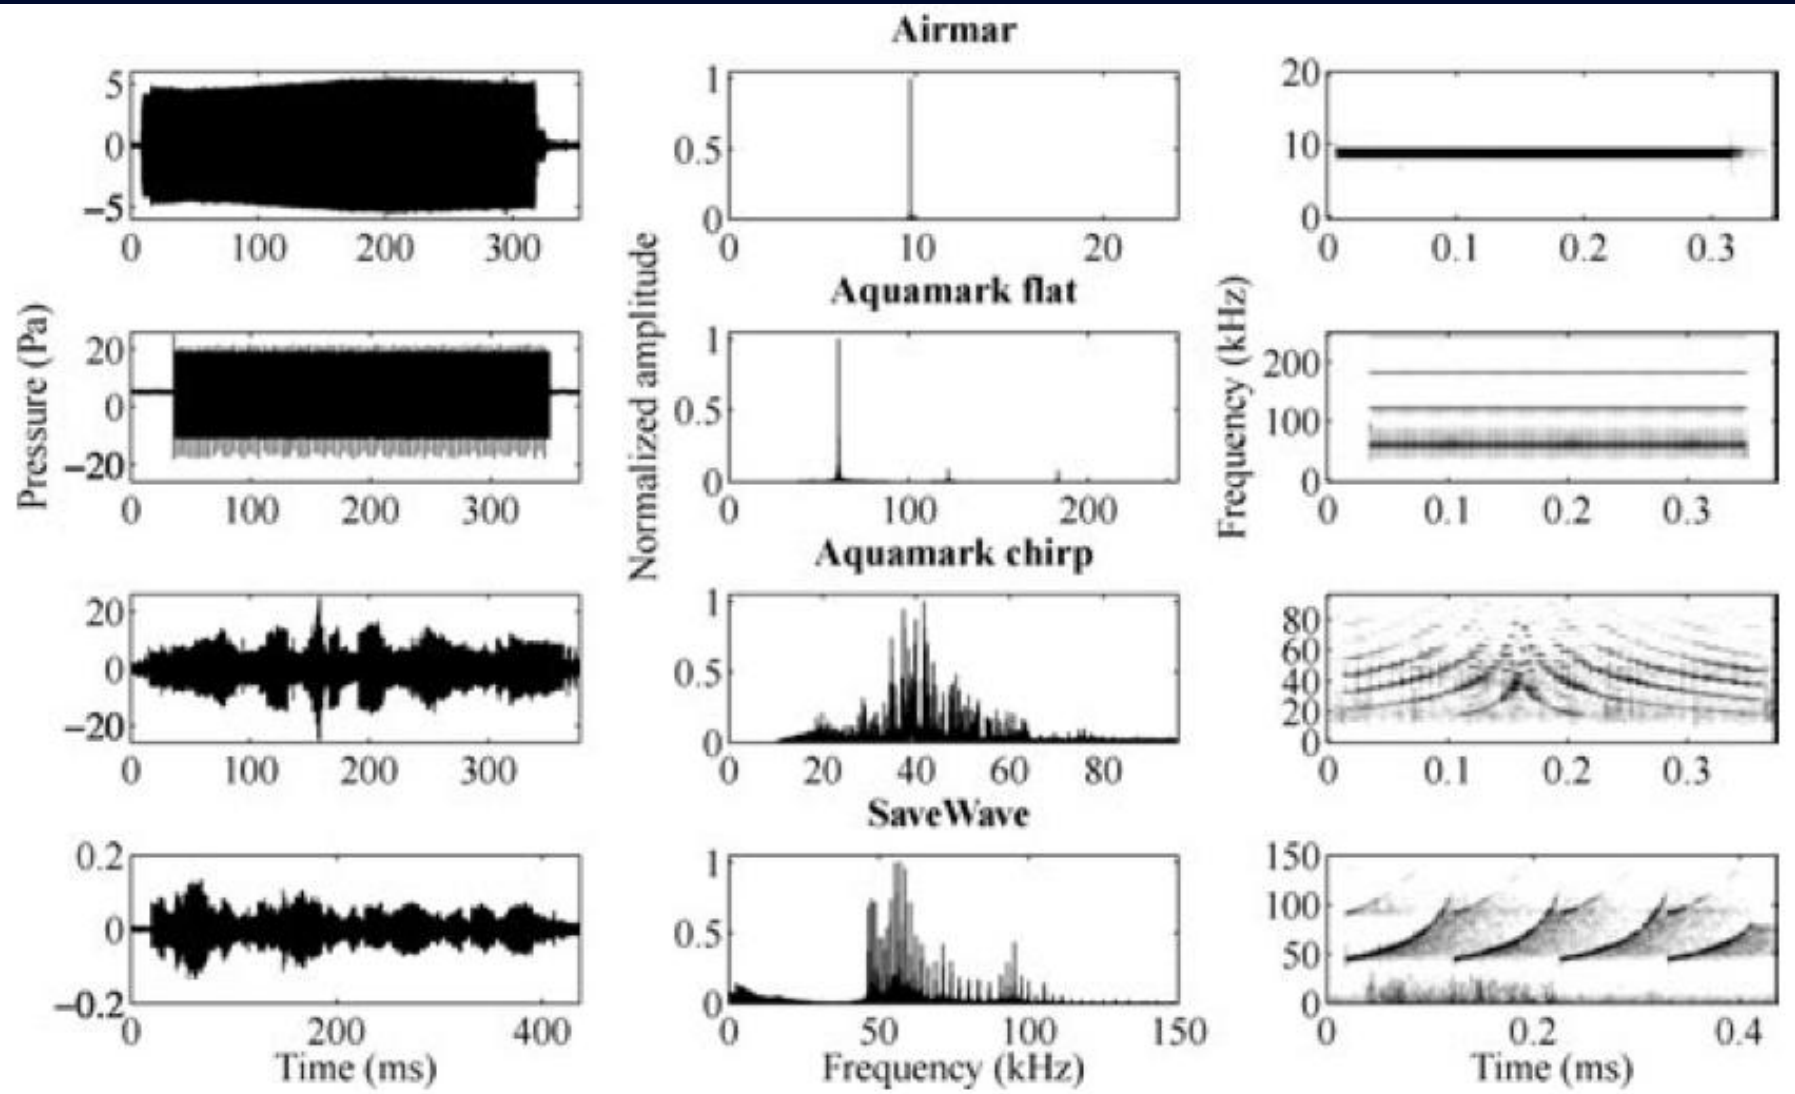 Airmar
5
0
−5
0 100 200 300
1
0.5
0
0 10 20
20
10
0
0 0.1 0.2 0.3
Aquamark flat
20
0
−20
0 100 200 300
1
0.5
0
0 100 200
200
100
0
0 0.1 0.2 0.3
Aquamark chirp
20
0
−20
0 100 200 300
1
0.5
0
0 20 40 60 80
80
60
40
20
0
0 0.1 0.2 0.3
SaveWave
0.2
0
−0.2
0 200 400
1
0.5
0
0 50 100 150
150
100
50
0
0 0.2 0.4
Pressure (Pa)
Normalized amplitude
Frequency (kHz)
Time (ms)
Frequency (kHz)
Time (ms)